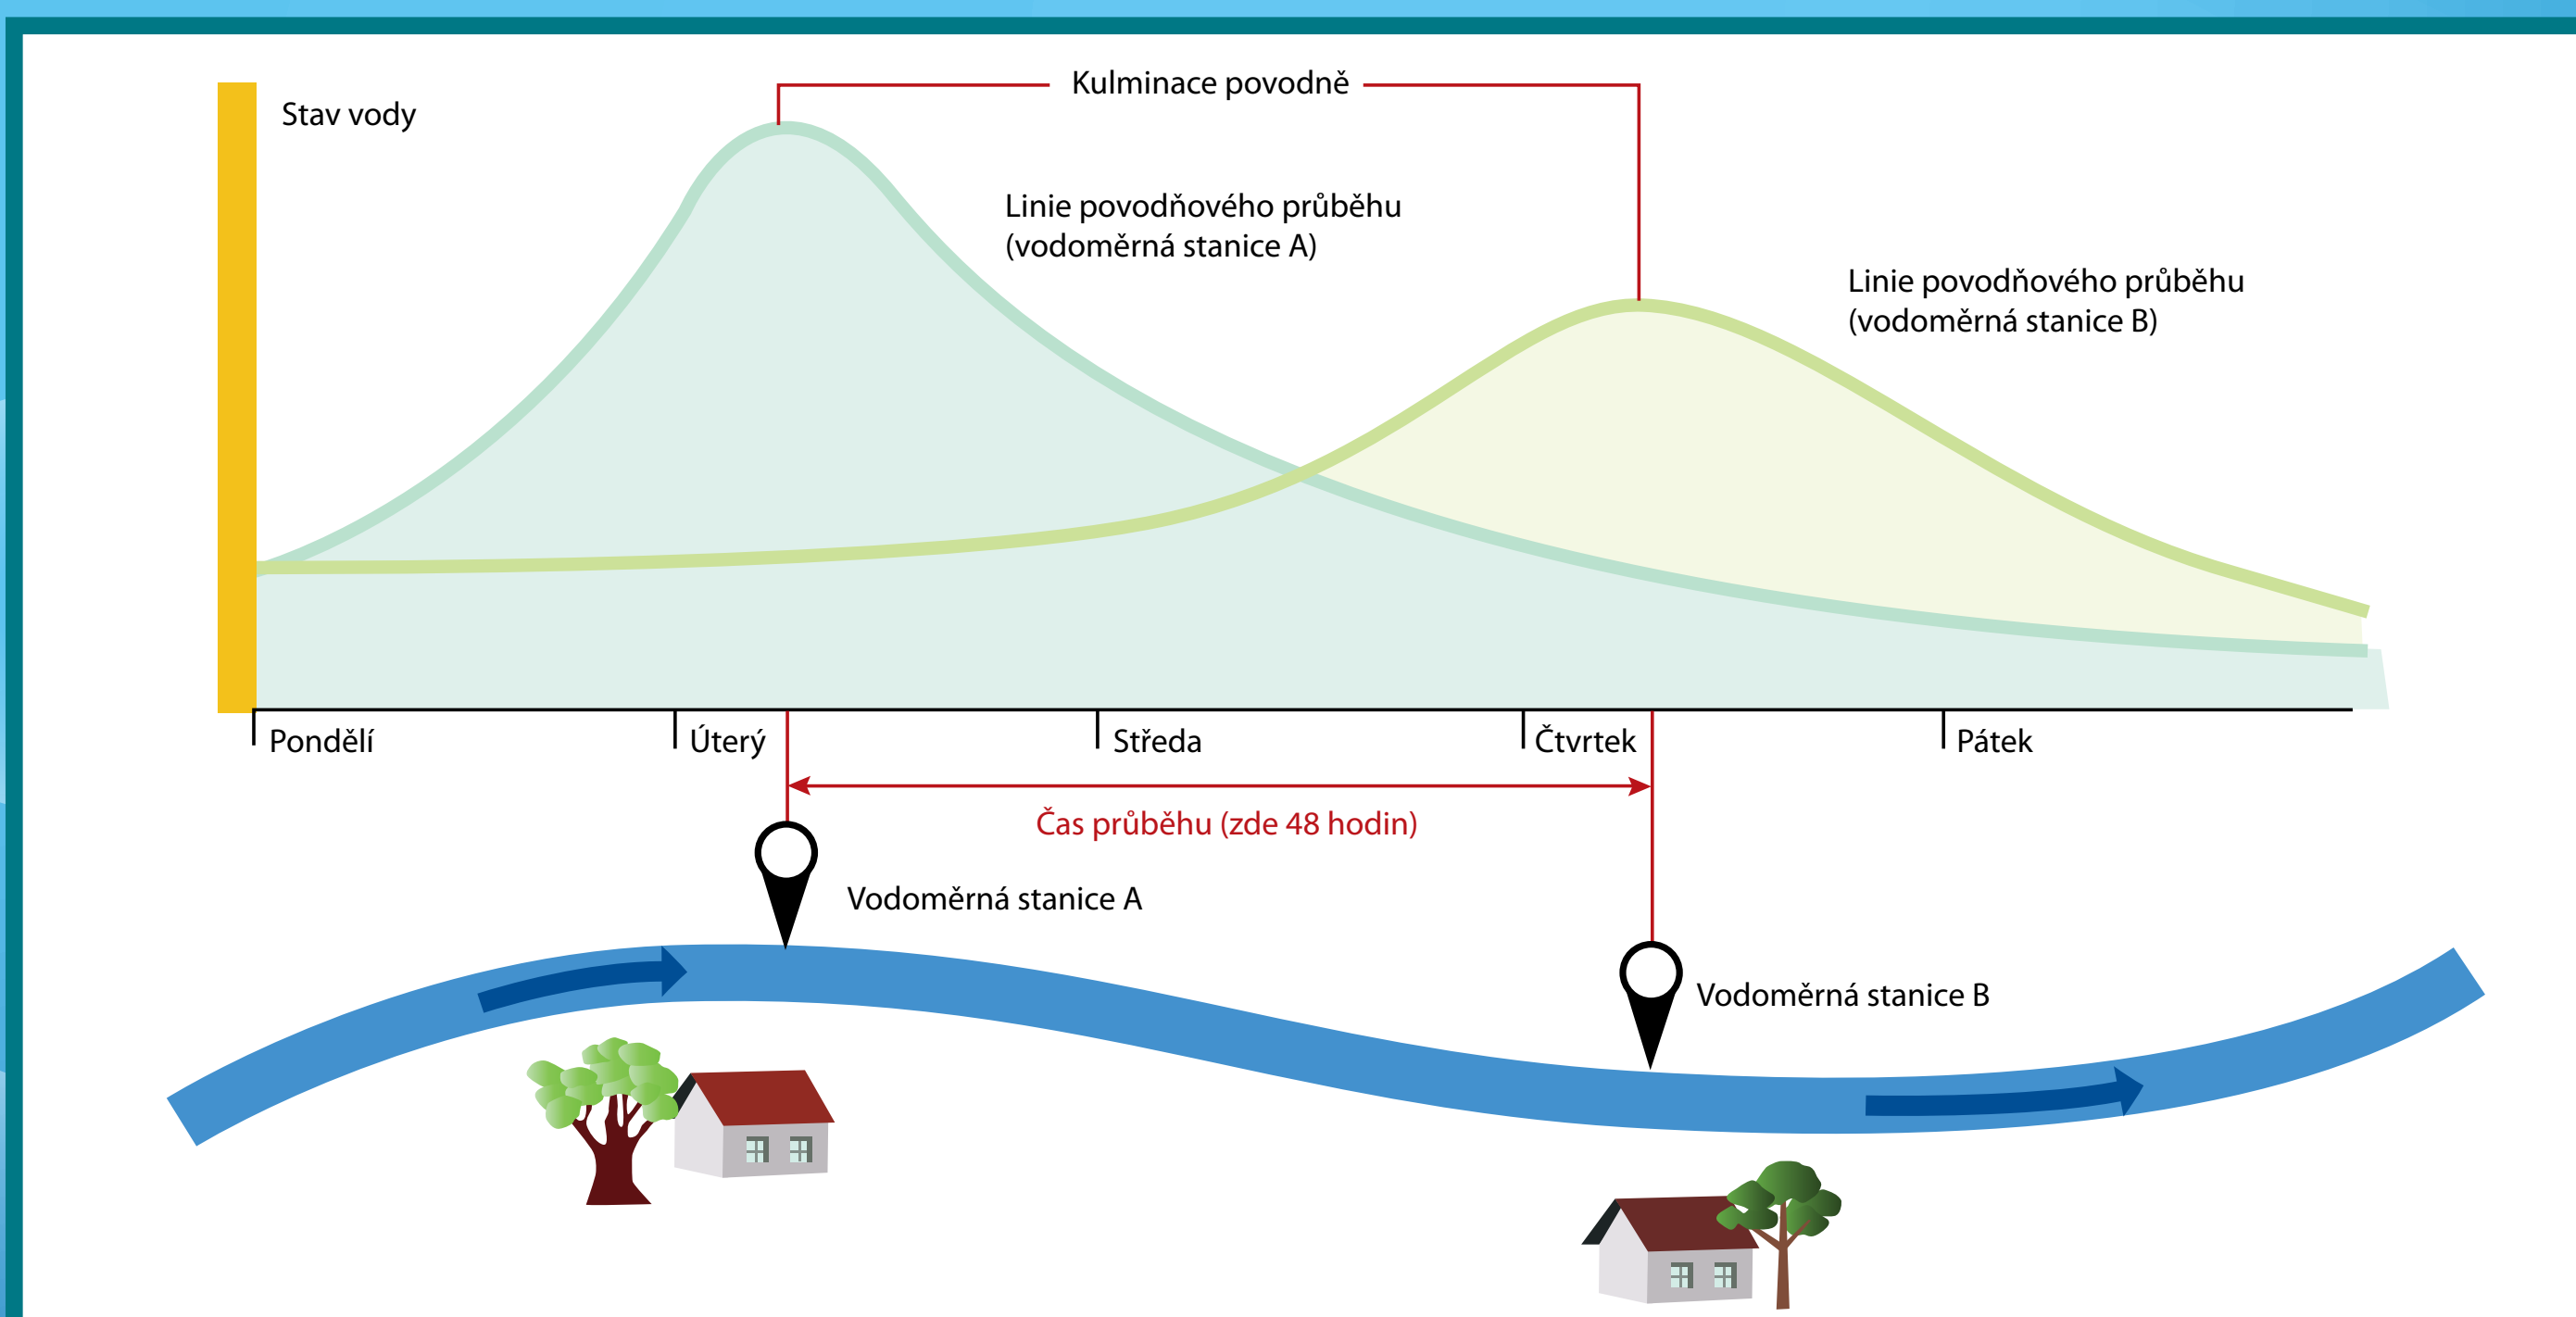 Kulminace povodně
Stav vody
Linie povodňového průběhu
(vodoměrná stanice A)
Linie povodňového průběhu
(vodoměrná stanice B)
Pondělí
Úterý
Středa
Čtvrtek
Pátek
Čas průběhu (zde 48 hodin)
Vodoměrná stanice A
Vodoměrná stanice B